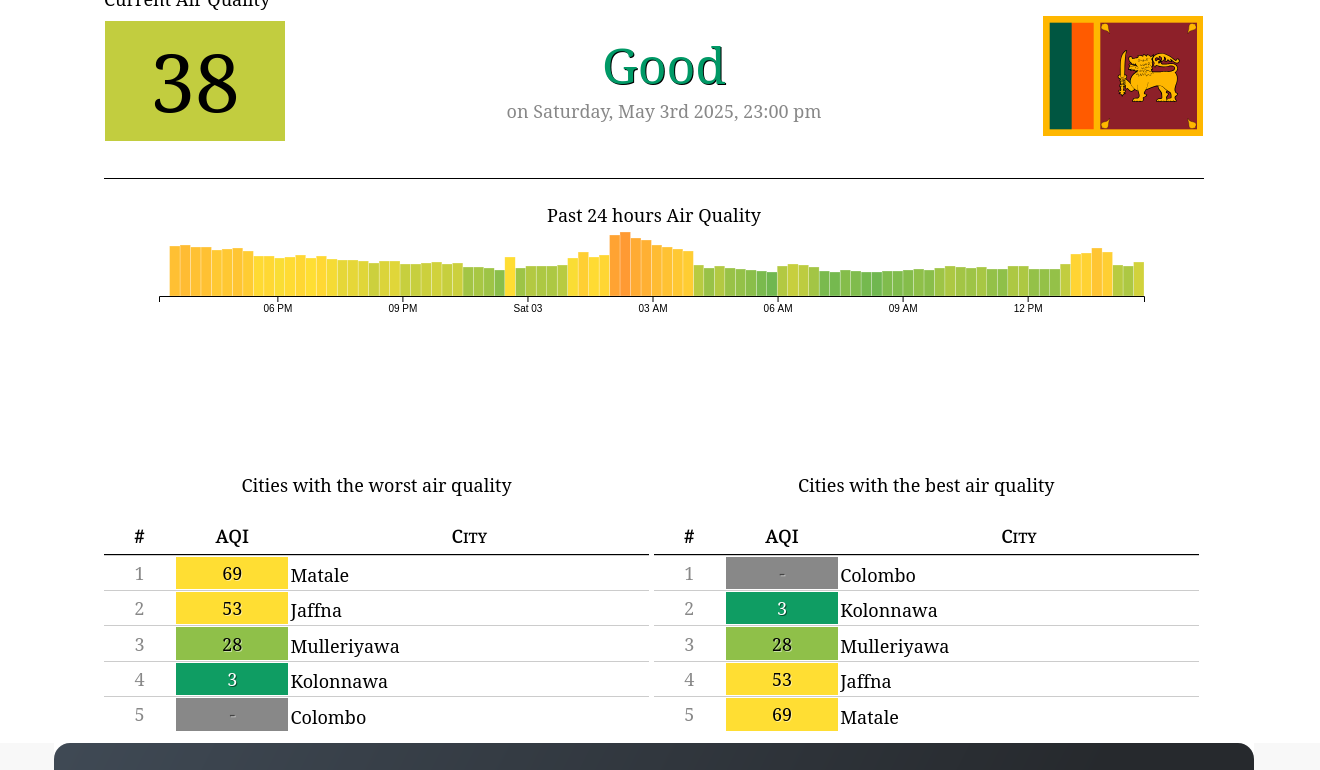 Current Air Quality
38
Good
on Saturday, May 3rd 2025, 23:00 pm
Past 24 hours Air Quality
06 PM 09 PM Sat 03 03 AM 06 AM 09 AM 12 PM
Cities with the worst air quality
# AQI City
1 69 Matale
2 53 Jaffna
3 28 Mulleriyawa
4 3 Kolonnawa
5 - Colombo
Cities with the best air quality
# AQI City
1 - Colombo
2 3 Kolonnawa
3 28 Mulleriyawa
4 53 Jaffna
5 69 Matale